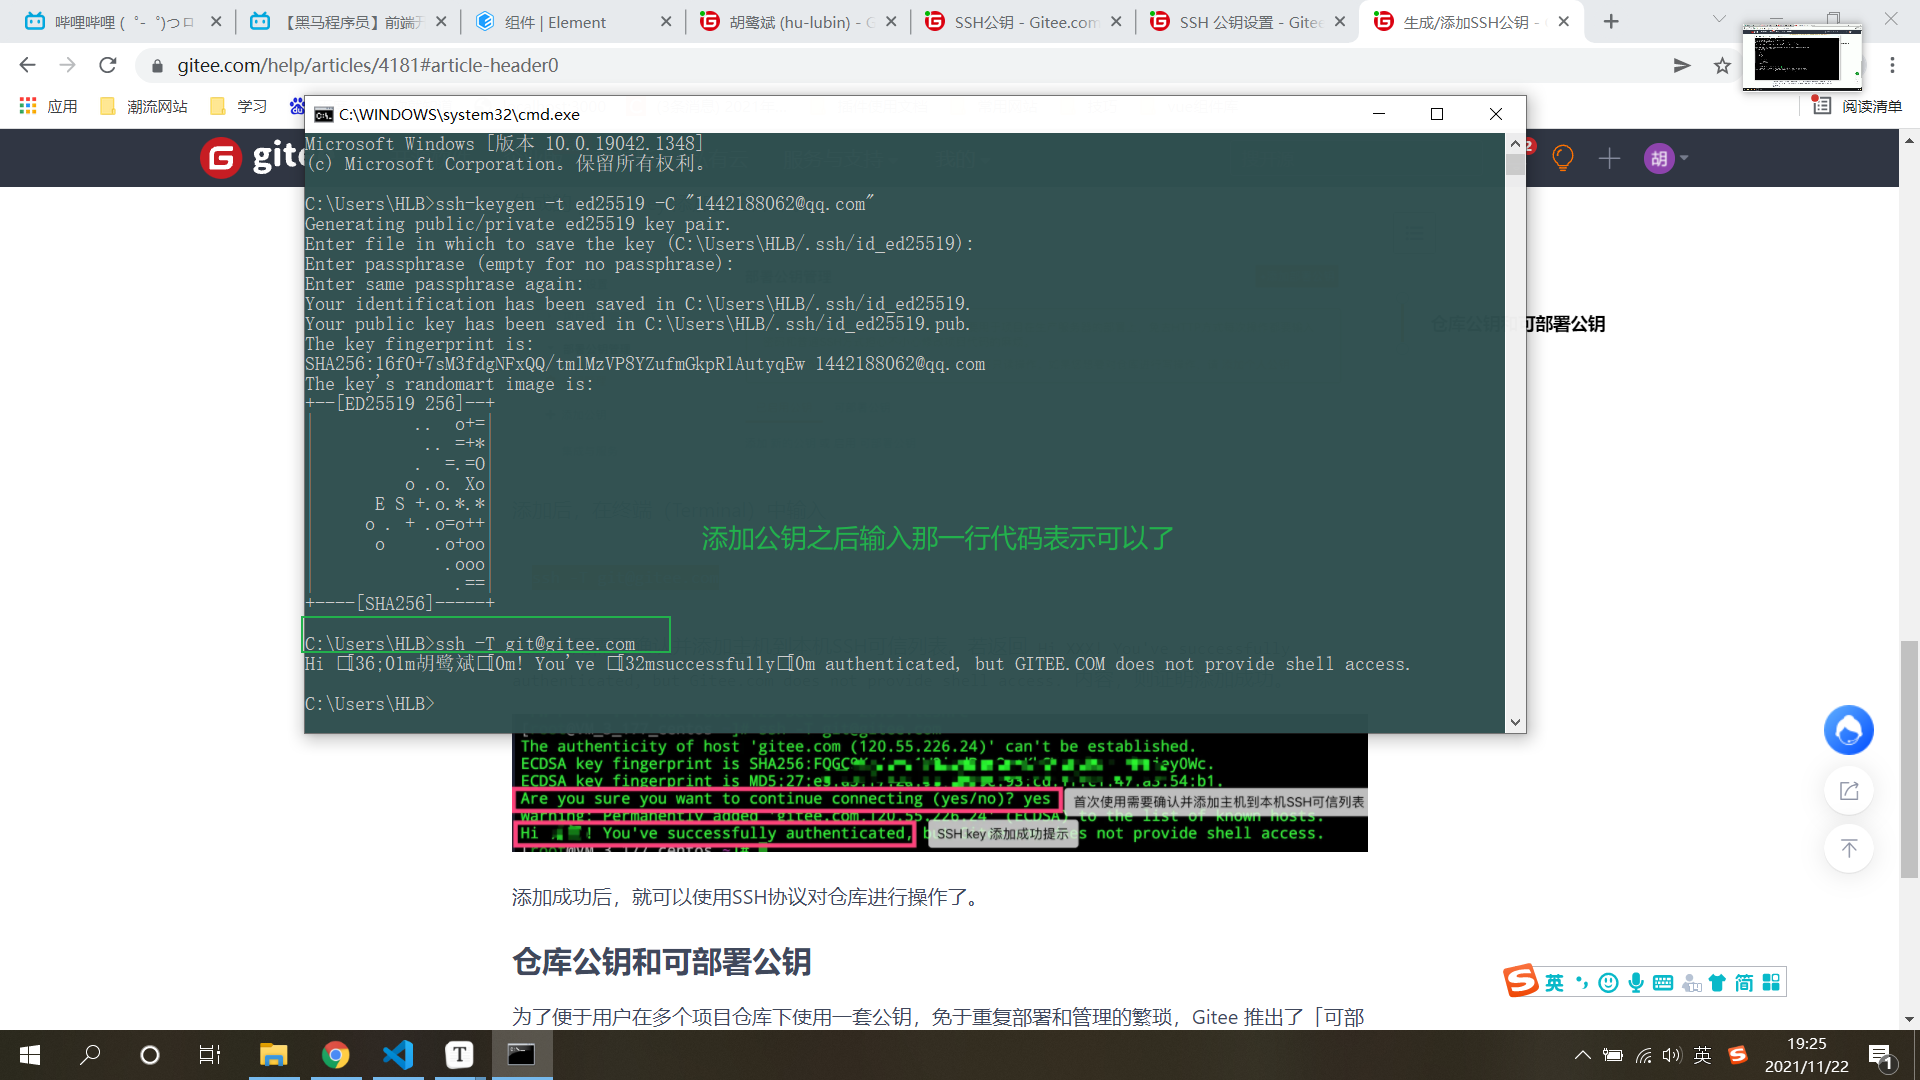 哔哩哔哩 (゜-゜)つロ
【黑马程序员】前端开
组件 | Element
胡鹭斌 (hu-lubin) - G
SSH公钥 - Gitee.com
SSH 公钥设置 - Gitee
生成/添加SSH公钥 -
gitee.com/help/articles/4181#article-header0
应用
潮流网站
学习
阅读清单
C:\WINDOWS\system32\cmd.exe
Microsoft Windows [版本 10.0.19042.1348]
(c) Microsoft Corporation。保留所有权利。
C:\Users\HLB>ssh-keygen -t ed25519 -C "1442188062@qq.com"
Generating public/private ed25519 key pair.
Enter file in which to save the key (C:\Users\HLB/.ssh/id_ed25519):
Enter passphrase (empty for no passphrase):
Enter same passphrase again:
Your identification has been saved in C:\Users\HLB/.ssh/id_ed25519.
Your public key has been saved in C:\Users\HLB/.ssh/id_ed25519.pub.
The key fingerprint is:
SHA256:l6f0+7sM3fdgNFxQQ/tmlMzVP8YZufmGkpRlAutyqEw 1442188062@qq.com
The key's randomart image is:
+--[ED25519 256]--+
|          ..  o+=|
|           .. =+*|
|          .  =.=O|
|         o .o. Xo|
|      E S +.o.*.*|
|     o . + .o=o++|
|      o     .o+oo|
|             .ooo|
|              .==|
+----[SHA256]-----+
添加公钥之后输入那一行代码表示可以了
C:\Users\HLB>ssh -T git@gitee.com
Hi [36;01m胡鹭斌[0m! You've [32msuccessfully[0m authenticated, but GITEE.COM does not provide shell access.
C:\Users\HLB>
仓库公钥和可部署公钥
胡
2
The authenticity of host 'gitee.com (120.55.226.24)' can't be established.
ECDSA key fingerprint is SHA256:FQGC
ECDSA key fingerprint is MD5:27:
Are you sure you want to continue connecting (yes/no)? yes
首次使用需要确认并添加主机到本机SSH可信列表
Warning: Permanently added 'gitee.com,120.55.226.24' (ECDSA) to the list of known hosts.
Hi ! You've successfully authenticated, es not provide shell access.
SSH key 添加成功提示
添加成功后，就可以使用SSH协议对仓库进行操作了。
仓库公钥和可部署公钥
为了便于用户在多个项目仓库下使用一套公钥，免于重复部署和管理的繁琐，Gitee 推出了「可部
英
简
英
19:25
2021/11/22
1